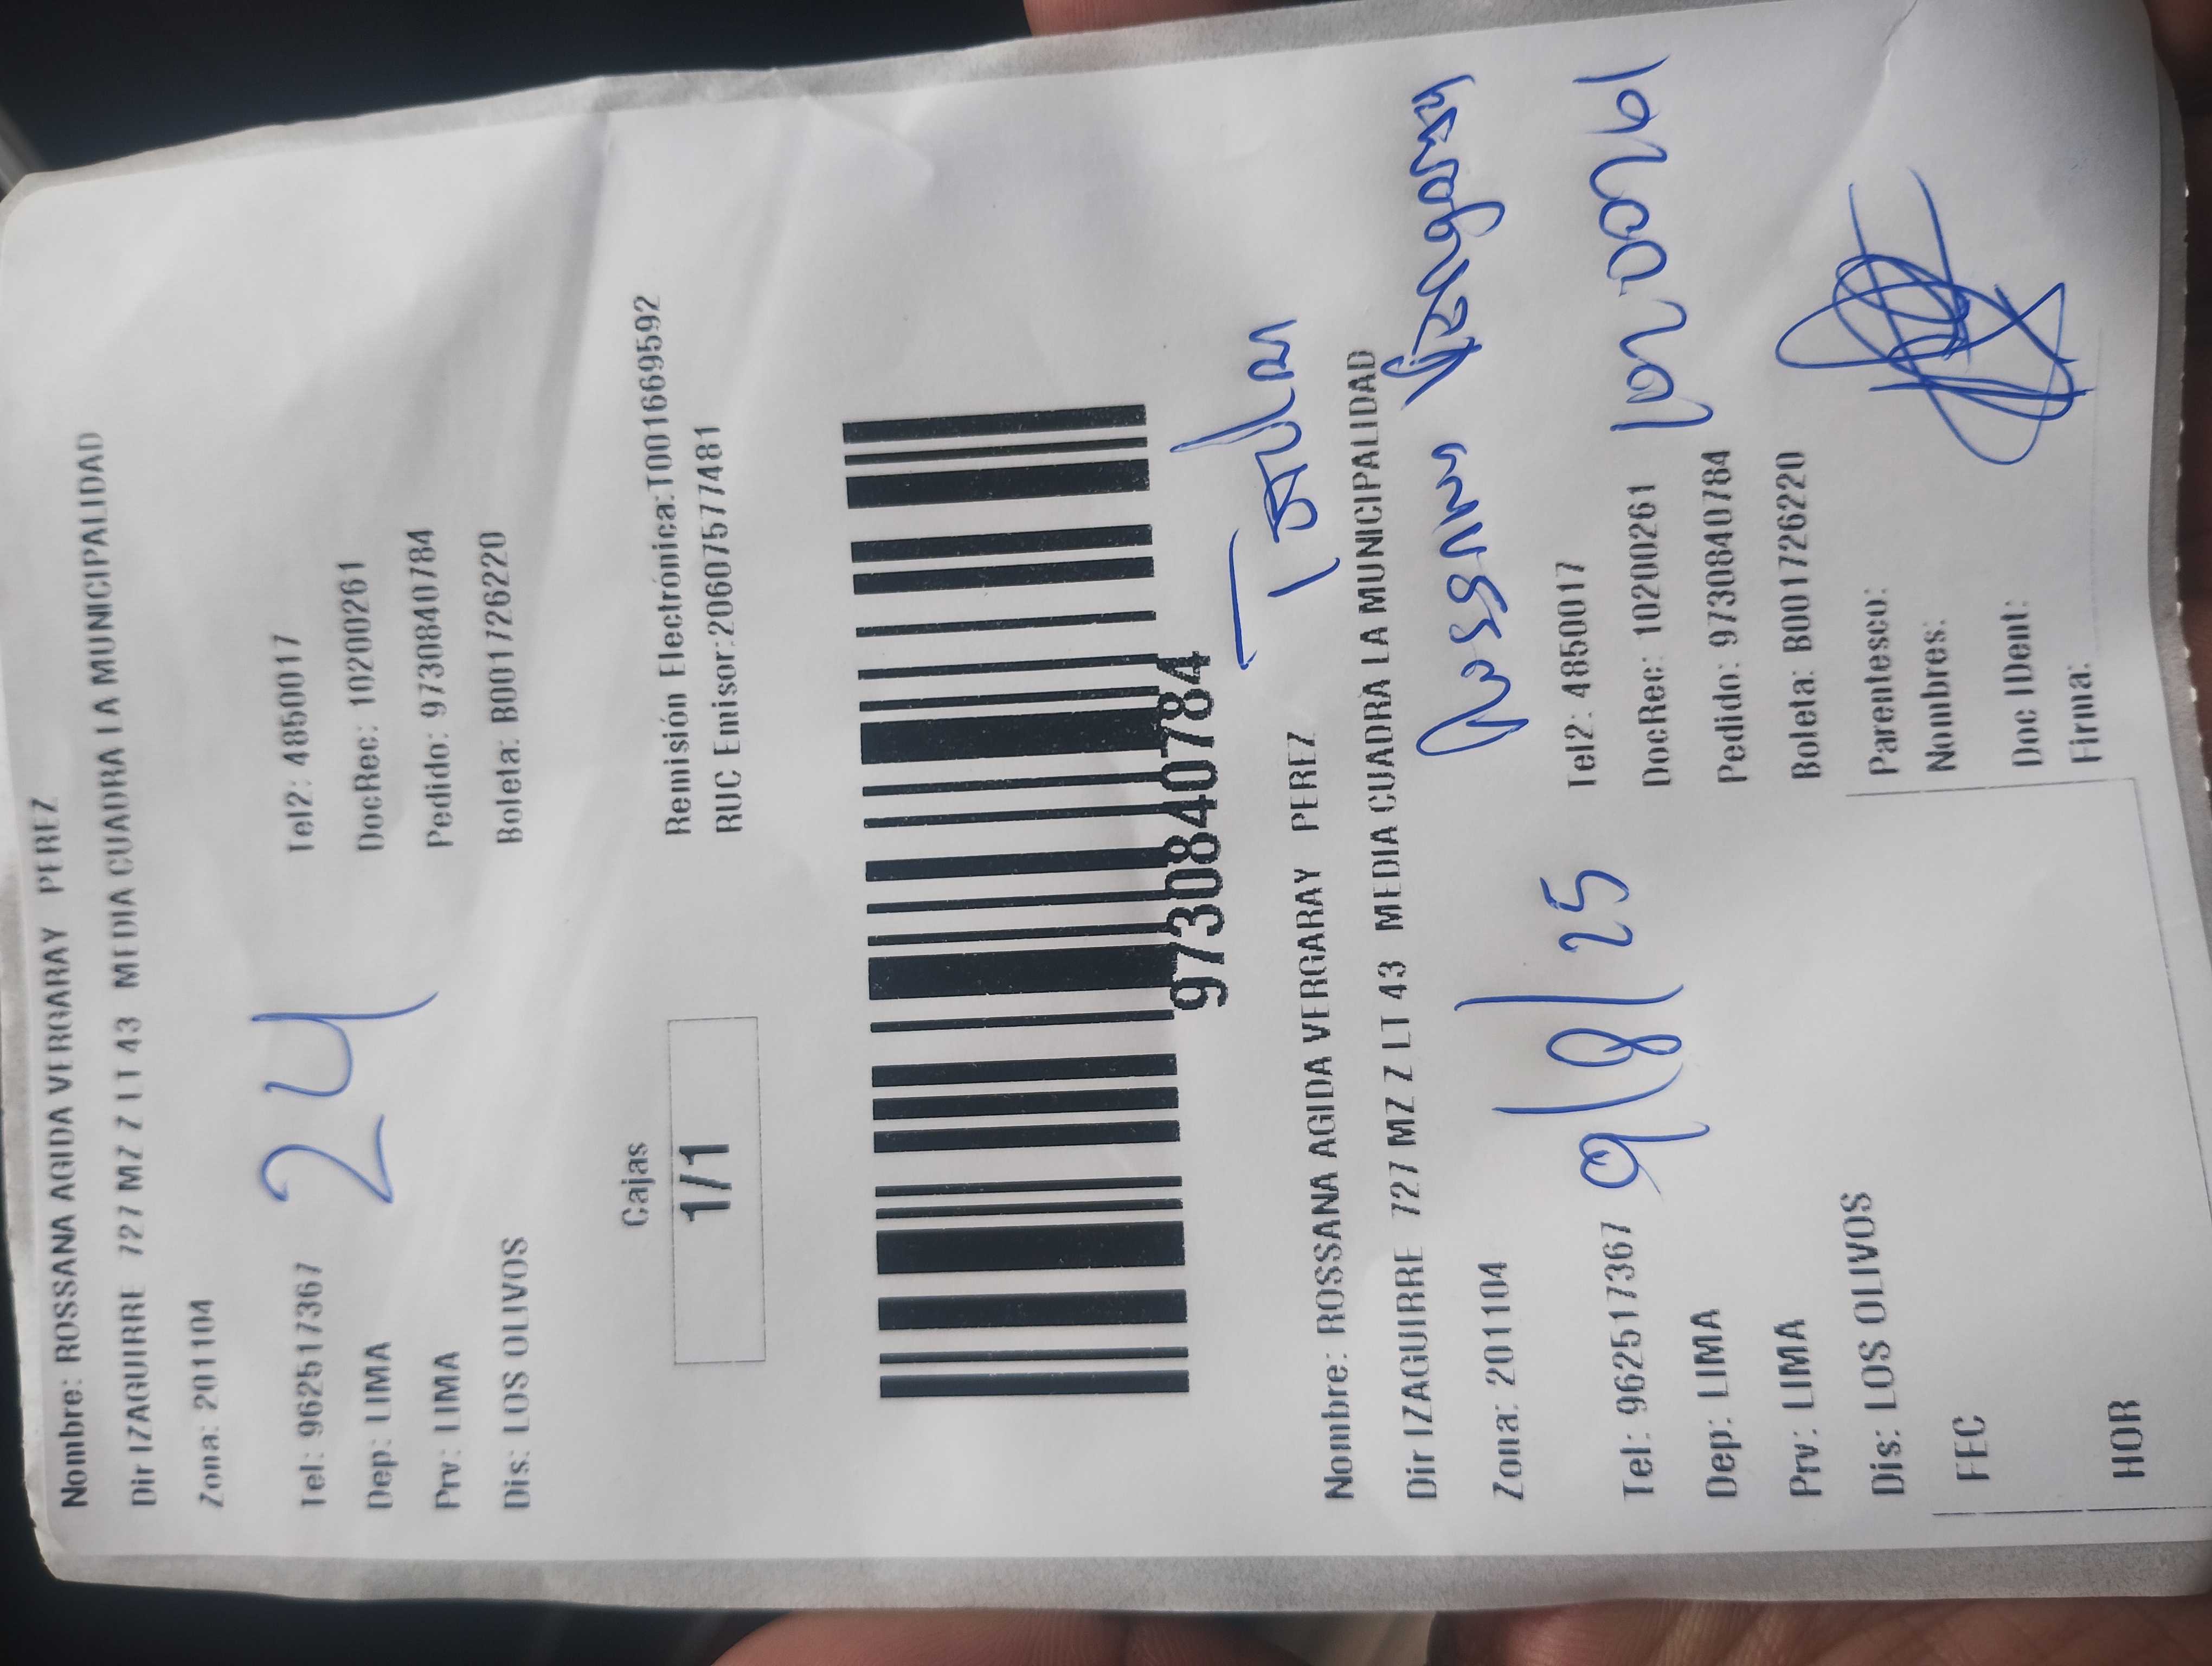 Nombre: ROSSANA AGIDA VERGARAY PEREZ
Dir IZAGUIRRE 727 MZ Z LT 43 MEDIA CUADRA LA MUNICIPALIDAD
Zona: 201104
24
Tel: 962517367 Tel2: 4850017
Dep: LIMA DocRec: 10200261
Prv: LIMA Pedido: 97308407 84
Dis: LOS OLIVOS Boleta: B001726220
Cajas
1/1
Remisión Electrónica:T001669592
RUC Emisor:20607577481
9730840784
Nombre: ROSSANA AGIDA VERGARAY PEREZ
Dir IZAGUIRRE 727 MZ Z LT 43 MEDIA CUADRA LA MUNICIPALIDAD
Rossana Vergaray
Zona: 201104
9/8/25
Tel: 962517367 Tel2: 4850017
Dep: LIMA DocRec: 10200261 10200261
Prv: LIMA Pedido: 9730840784
Dis: LOS OLIVOS Boleta: B001726220
FEC Parentesco:
Nombres:
HOR Doc IDent:
Firma: